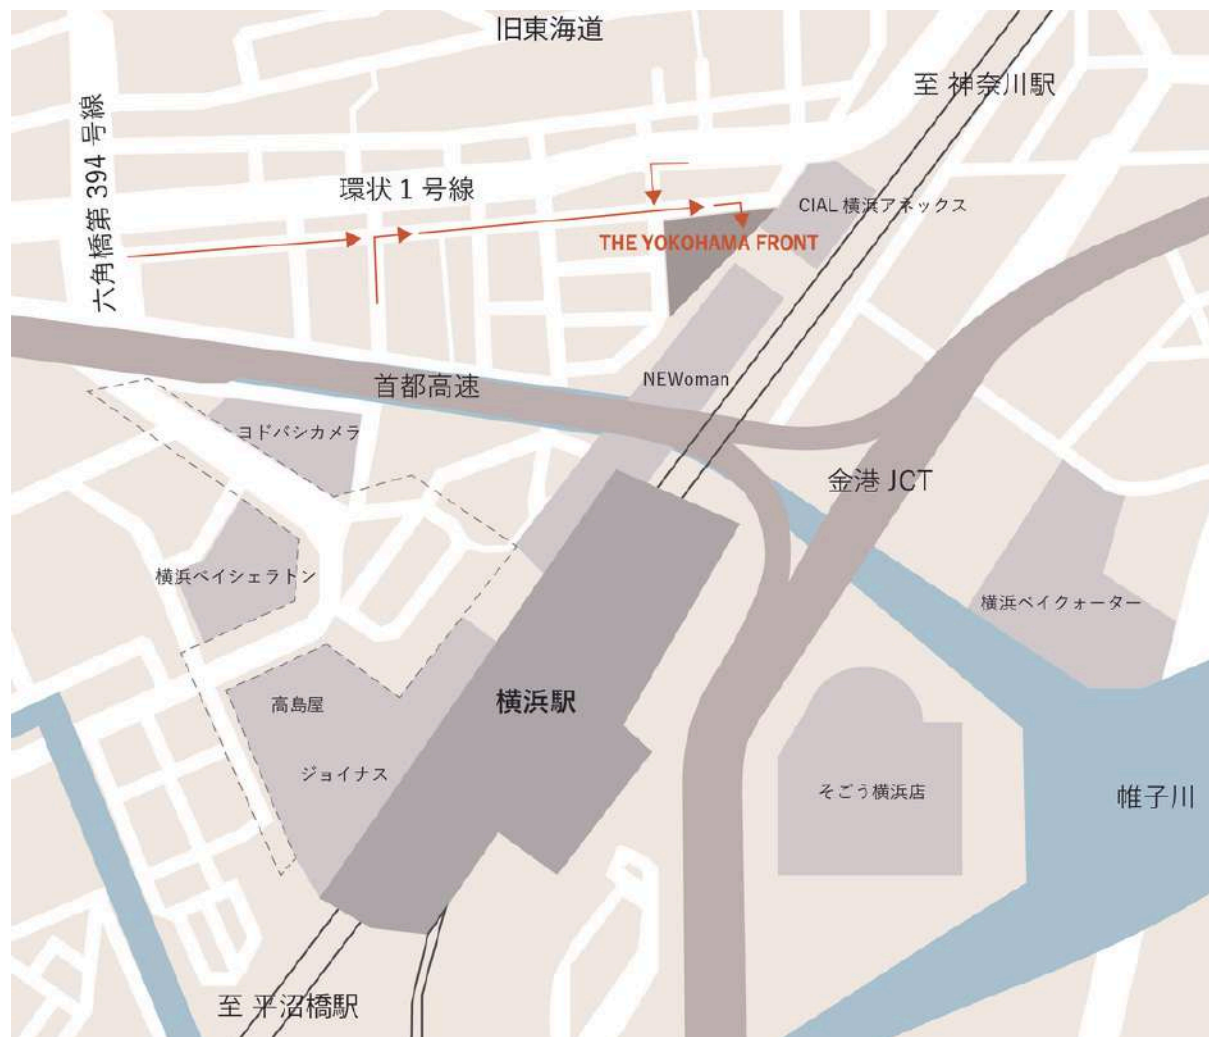 旧東海道
至 神奈川駅
六角橋第 394 号線
環状 1 号線
CIAL 横浜アネックス
THE YOKOHAMA FRONT
首都高速
NEWoman
ヨドバシカメラ
金港 JCT
横浜ベイシェラトン
横浜ベイクォーター
高島屋
横浜駅
ジョイナス
そごう横浜店
帷子川
至 平沼橋駅